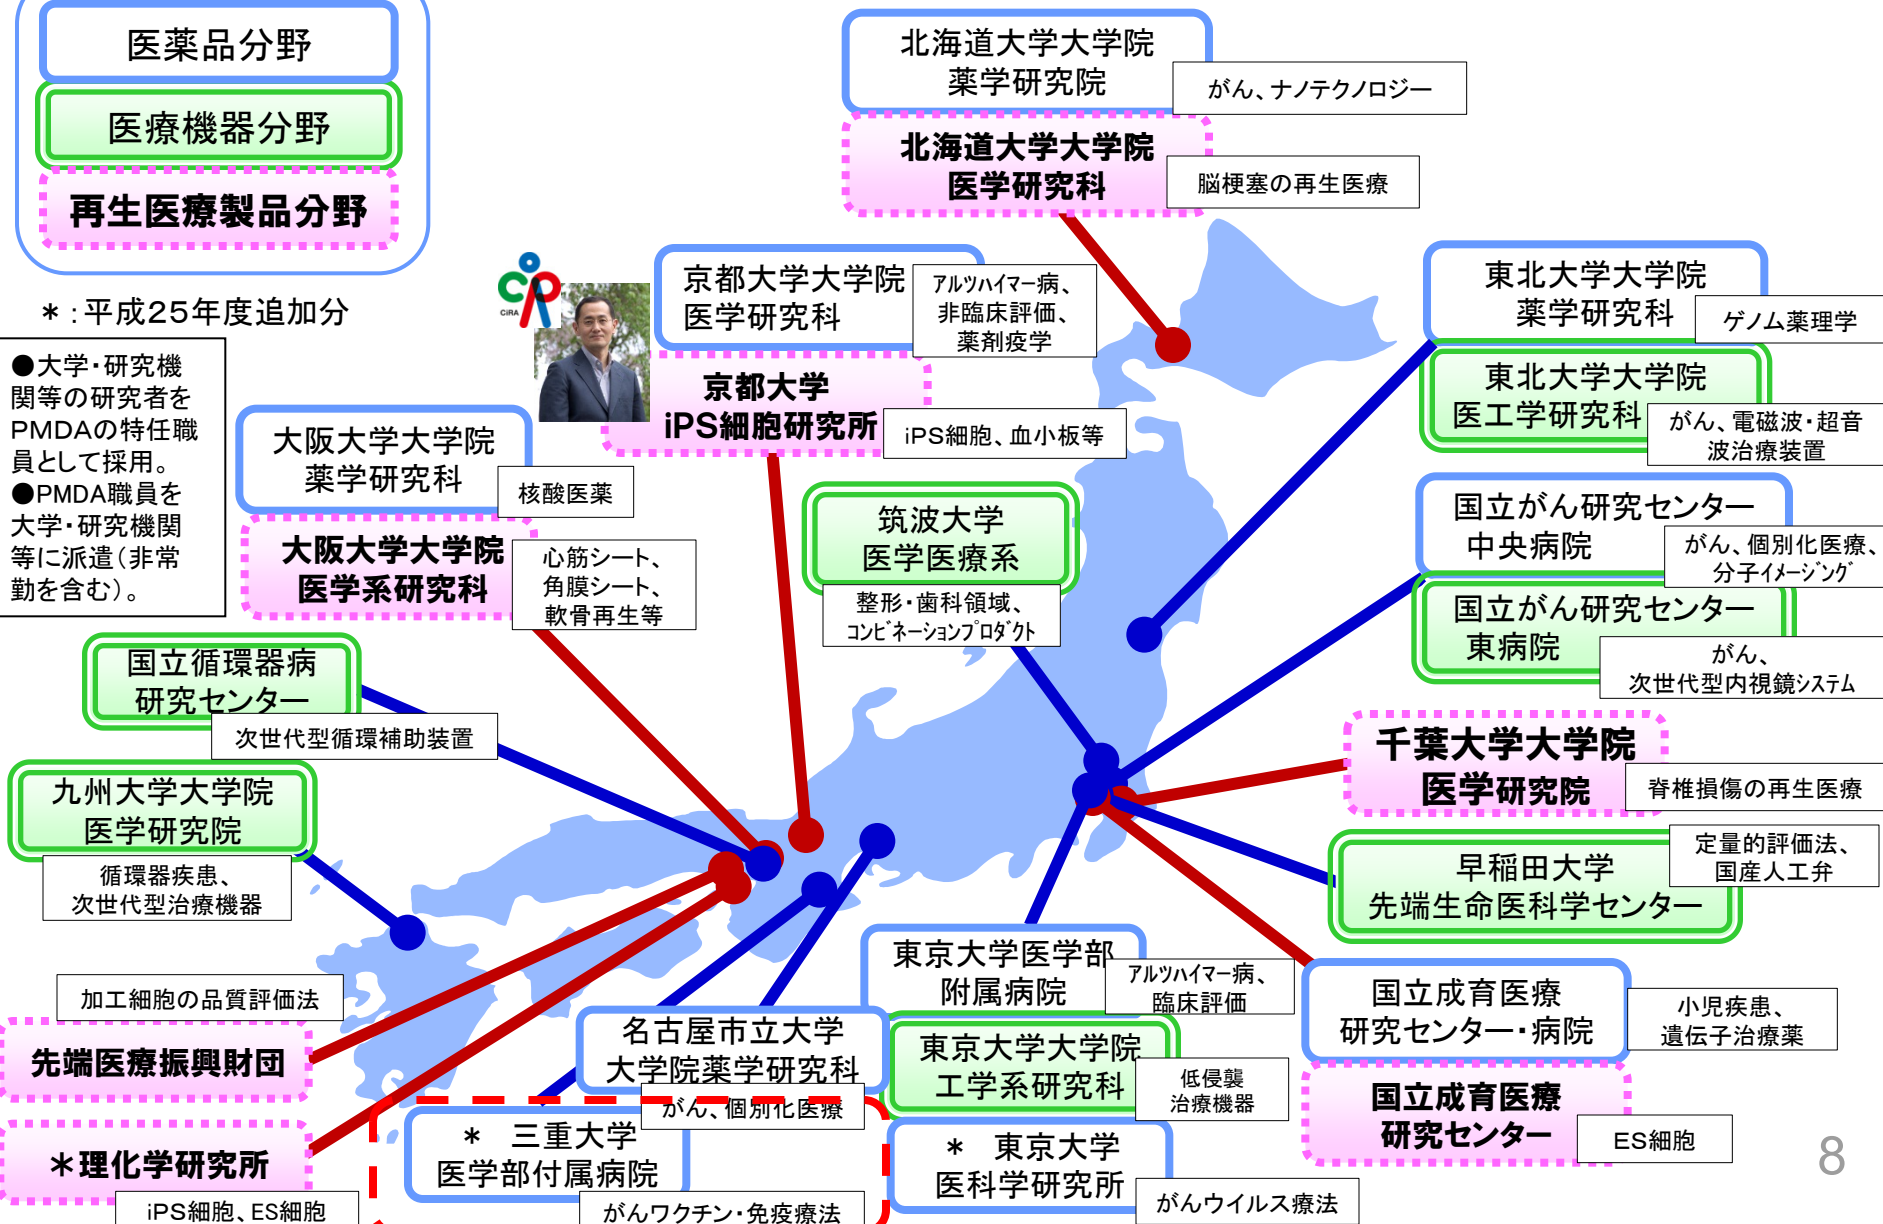 医薬品分野
医療機器分野
再生医療製品分野
*:平成25年度追加分
●大学・研究機
関等の研究者を
PMDAの特任職
員として採用。
●PMDA職員を
大学・研究機関
等に派遣(非常
勤を含む)。
北海道大学大学院
薬学研究院
がん、ナノテクノロジー
北海道大学大学院
医学研究科
脳梗塞の再生医療
CiRA
京都大学大学院
医学研究科
アルツハイマー病、
非臨床評価、
薬剤疫学
京都大学
iPS細胞研究所
iPS細胞、血小板等
東北大学大学院
薬学研究科
ゲノム薬理学
東北大学大学院
医工学研究科
がん、電磁波・超音
波治療装置
大阪大学大学院
薬学研究科
核酸医薬
大阪大学大学院
医学系研究科
心筋シート、
角膜シート、
軟骨再生等
筑波大学
医学医療系
整形・歯科領域、
コンビネーションプロダクト
国立がん研究センター
中央病院
がん、個別化医療、
分子イメージング
国立がん研究センター
東病院
がん、
次世代型内視鏡システム
国立循環器病
研究センター
次世代型循環補助装置
千葉大学大学院
医学研究院
脊椎損傷の再生医療
九州大学大学院
医学研究院
循環器疾患、
次世代型治療機器
早稲田大学
先端生命医科学センター
定量的評価法、
国産人工弁
加工細胞の品質評価法
先端医療振興財団
*理化学研究所
iPS細胞、ES細胞
名古屋市立大学
大学院薬学研究科
がん、個別化医療
* 三重大学
医学部付属病院
がんワクチン・免疫療法
東京大学医学部
附属病院
アルツハイマー病、
臨床評価
東京大学大学院
工学系研究科
低侵襲
治療機器
* 東京大学
医科学研究所
がんウイルス療法
国立成育医療
研究センター・病院
小児疾患、
遺伝子治療薬
国立成育医療
研究センター
ES細胞
8